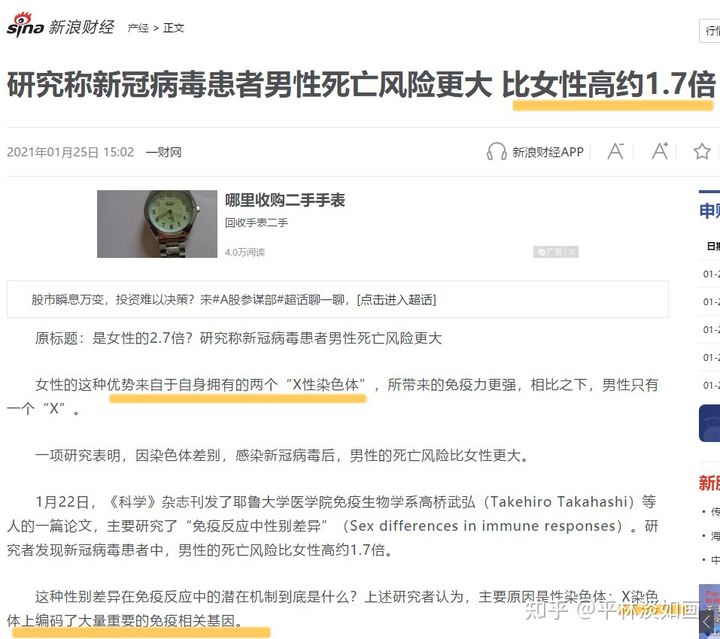 sina 新浪财经 产经 > 正文
行情
研究称新冠病毒患者男性死亡风险更大 比女性高约1.7倍
2021年01月25日 15:02 一财网
新浪财经APP A- A+
申购
哪里收购二手手表
回收手表二手
4.0万阅读
广告 ×
日期
01-2
01-2
01-2
01-2
01-2
股市瞬息万变，投资难以决策？来#A股参谋部#超话聊一聊，[点击进入超话]
原标题：是女性的2.7倍？研究称新冠病毒患者男性死亡风险更大
女性的这种优势来自于自身拥有的两个“X性染色体”，所带来的免疫力更强，相比之下，男性只有
一个“X”。
一项研究表明，因染色体差别，感染新冠病毒后，男性的死亡风险比女性更大。
新股
1月22日，《科学》杂志刊发了耶鲁大学医学院免疫生物学系高桥武弘（Takehiro Takahashi）等
人的一篇论文，主要研究了“免疫反应中性别差异”（Sex differences in immune responses）。研
究者发现新冠病毒患者中，男性的死亡风险比女性高约1.7倍。
· 传
· 海
· 中
这种性别差异在免疫反应中的潜在机制到底是什么？上述研究者认为，主要原因是性染色体：X染色
体上编码了大量重要的免疫相关基因。
知乎 @平林淡如画